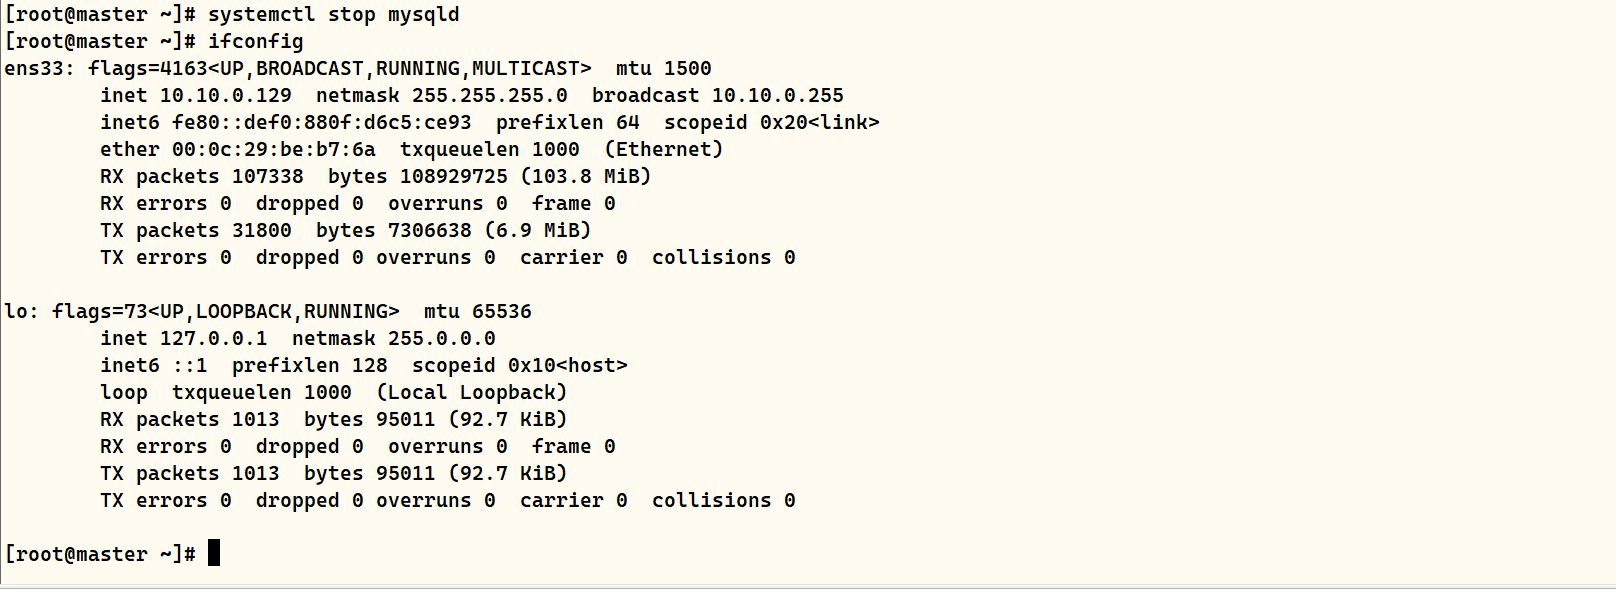 [root@master ~]# systemctl stop mysqld
[root@master ~]# ifconfig
ens33: flags=4163<UP,BROADCAST,RUNNING,MULTICAST>  mtu 1500
        inet 10.10.0.129  netmask 255.255.255.0  broadcast 10.10.0.255
        inet6 fe80::def0:880f:d6c5:ce93  prefixlen 64  scopeid 0x20<link>
        ether 00:0c:29:be:b7:6a  txqueuelen 1000  (Ethernet)
        RX packets 107338  bytes 108929725 (103.8 MiB)
        RX errors 0  dropped 0  overruns 0  frame 0
        TX packets 31800  bytes 7306638 (6.9 MiB)
        TX errors 0  dropped 0 overruns 0  carrier 0  collisions 0

lo: flags=73<UP,LOOPBACK,RUNNING>  mtu 65536
        inet 127.0.0.1  netmask 255.0.0.0
        inet6 ::1  prefixlen 128  scopeid 0x10<host>
        loop  txqueuelen 1000  (Local Loopback)
        RX packets 1013  bytes 95011 (92.7 KiB)
        RX errors 0  dropped 0  overruns 0  frame 0
        TX packets 1013  bytes 95011 (92.7 KiB)
        TX errors 0  dropped 0 overruns 0  carrier 0  collisions 0

[root@master ~]#